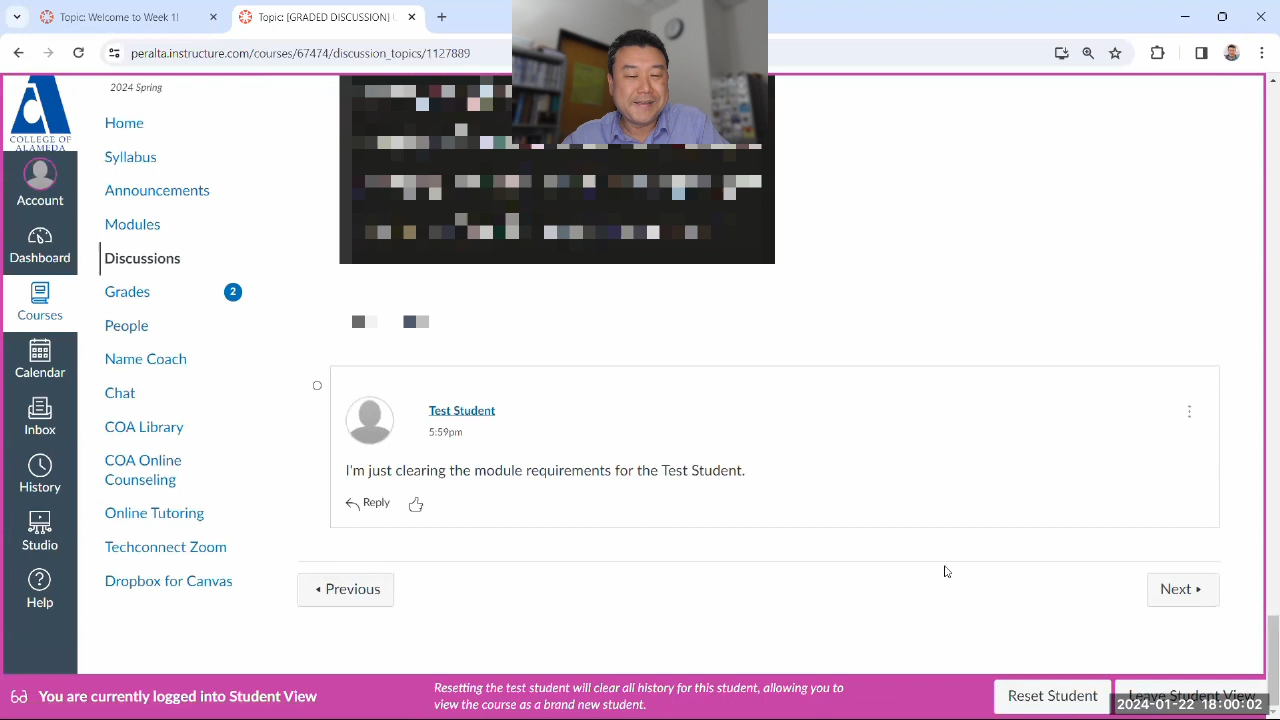 Topic
Topic (GRADED)
peralta.instructure.com/courses/67474/discussion_topics/1127889
2024 Spring
COLLEGE OF
ALAMEDA
Account
Dashboard
Courses
Calendar
Inbox
History
Studio
Help
Home
Syllabus
Announcements
Modules
Discussions
Grades
2
People
Name Coach
Chat
COA Library
COA Online
Counseling
Online Tutoring
Techconnect Zoom
Dropbox for Canvas
Test Student
5:59pm
I'm just clearing the module requirements for the Test Student.
Reply
Previous
Next
You are currently logged into Student View
Resetting the test student will clear all history for this student, allowing you to
view the course as a brand new student.
Reset Student
Leave Student View
2024-01-22 18:00:02